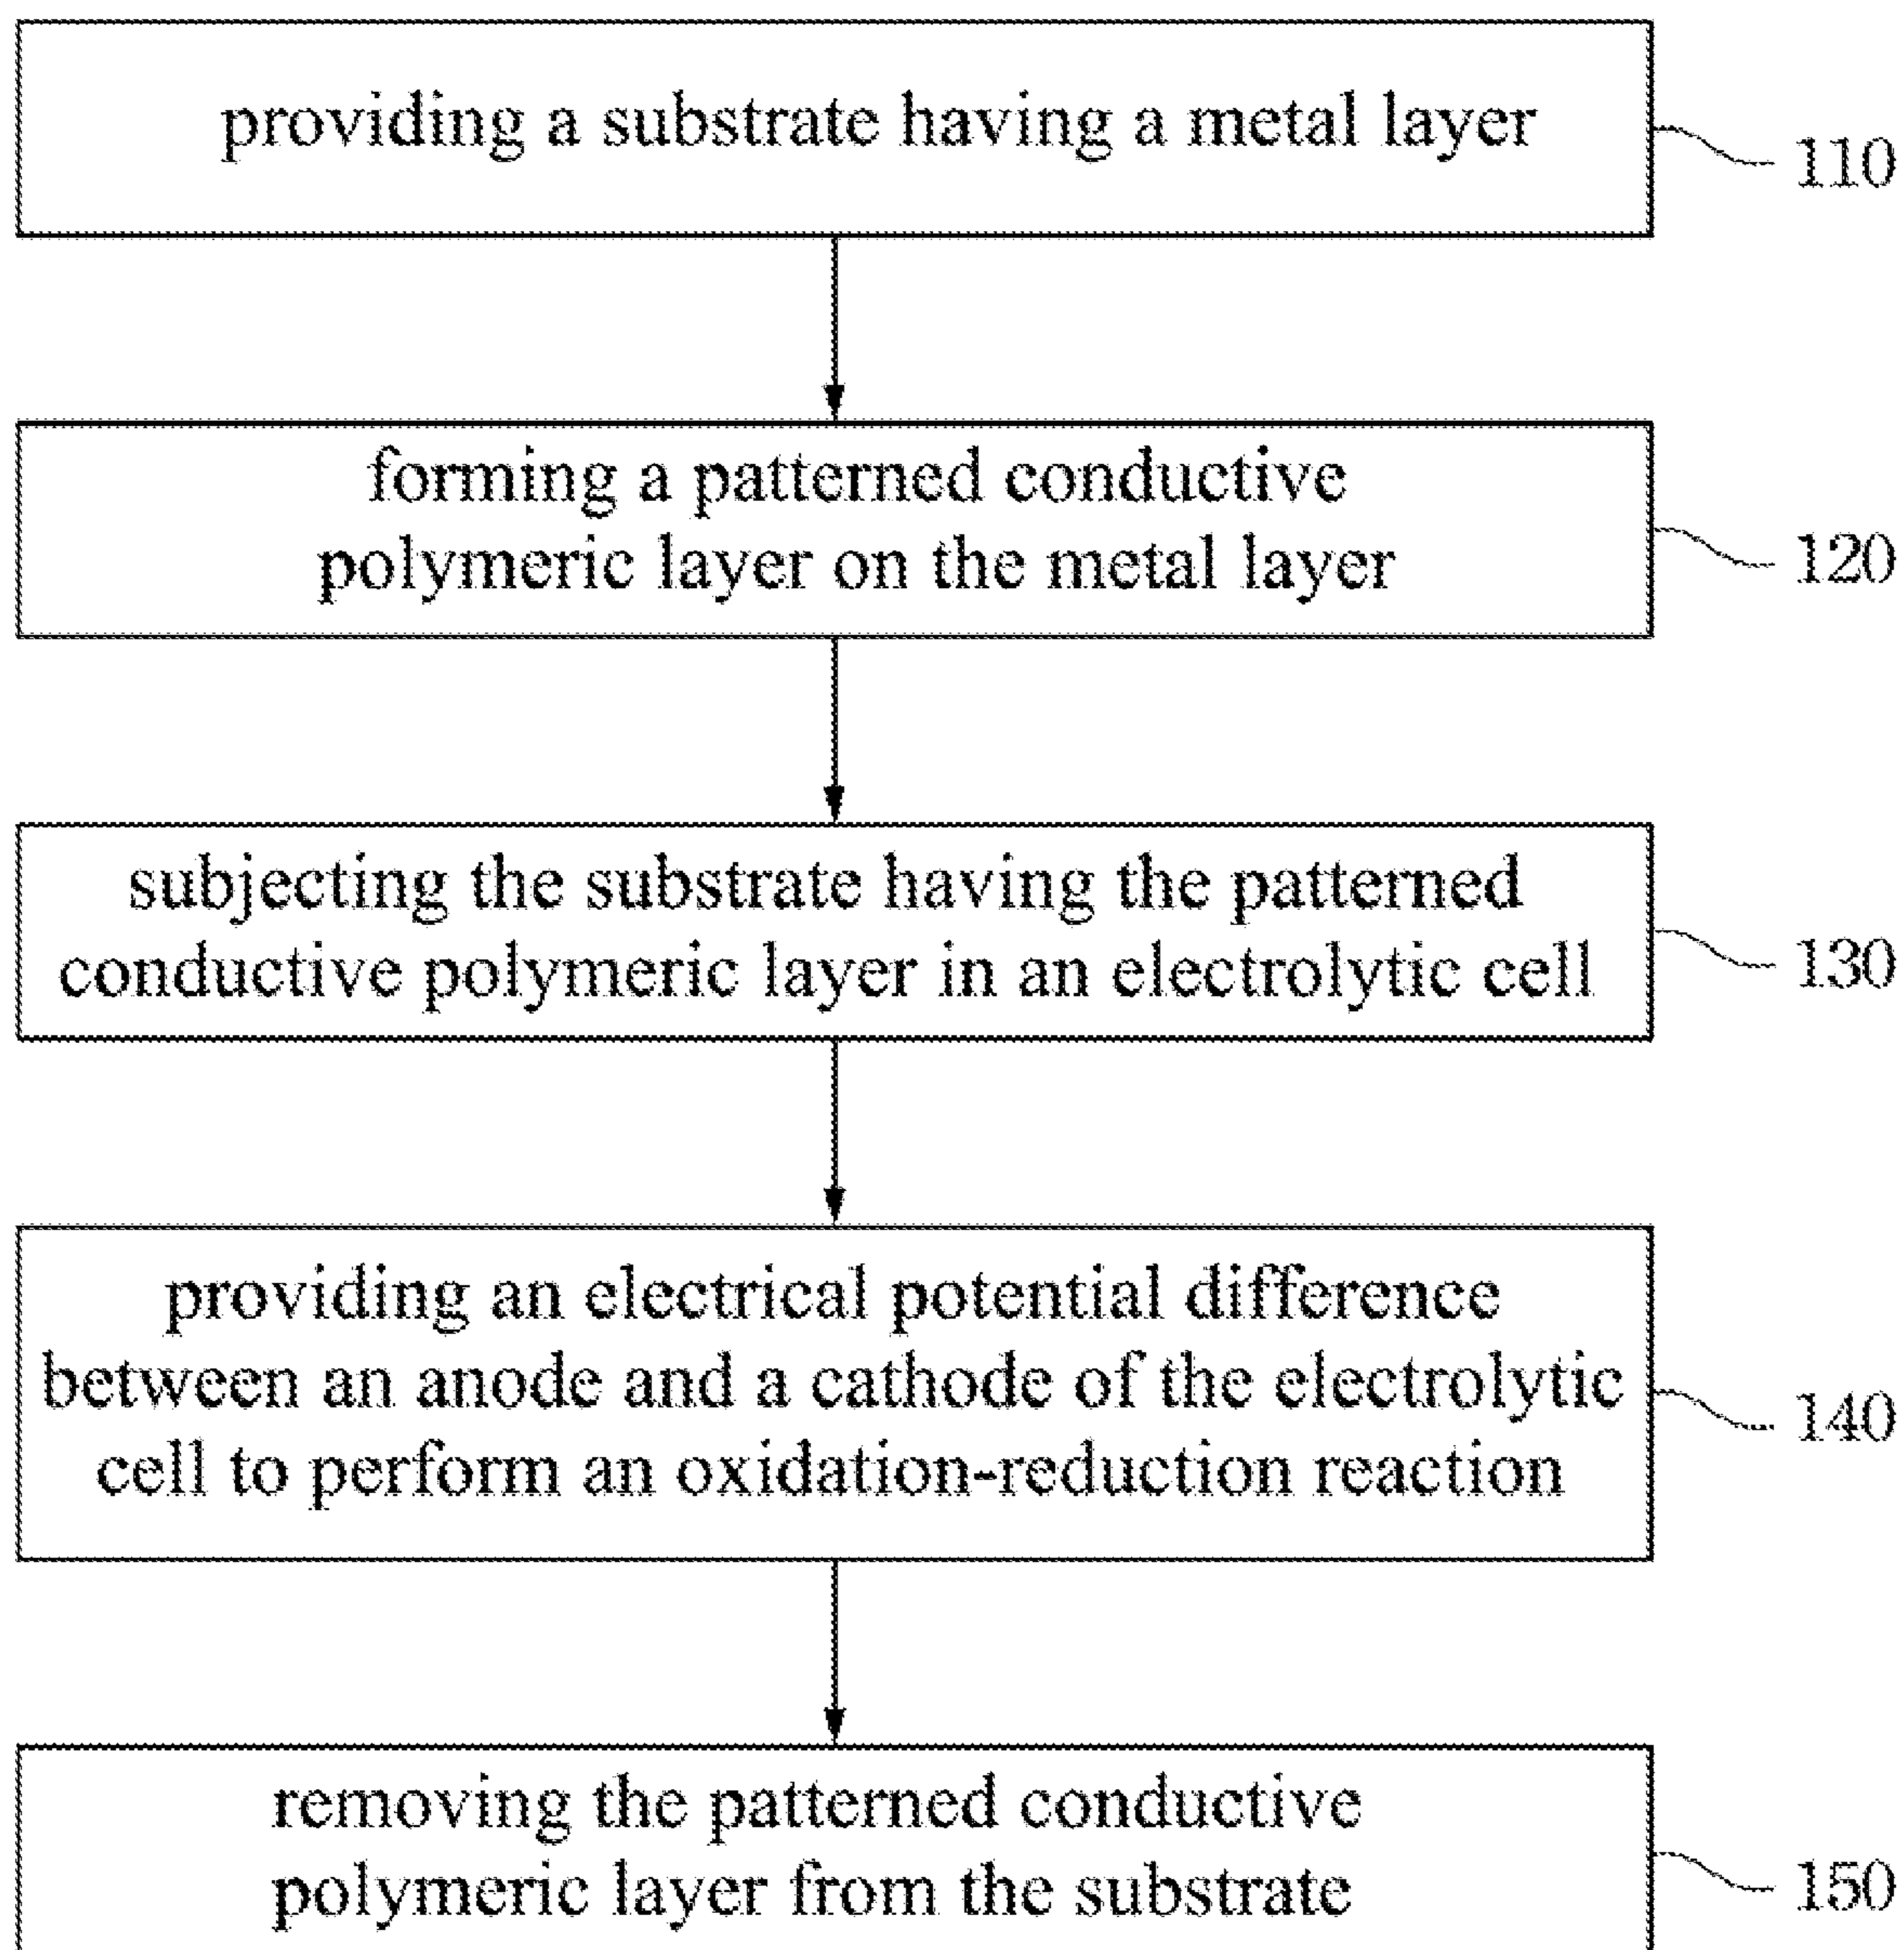 providing a substrate having a metal layer
110
forming a patterned conductive
polymeric layer on the metal layer
120
subjecting the substrate having the patterned
conductive polymeric layer in an electrolytic cell
130
providing an electrical potential difference
between an anode and a cathode of the electrolytic
cell to perform an oxidation-reduction reaction
140
removing the patterned conductive
polymeric layer from the substrate
150